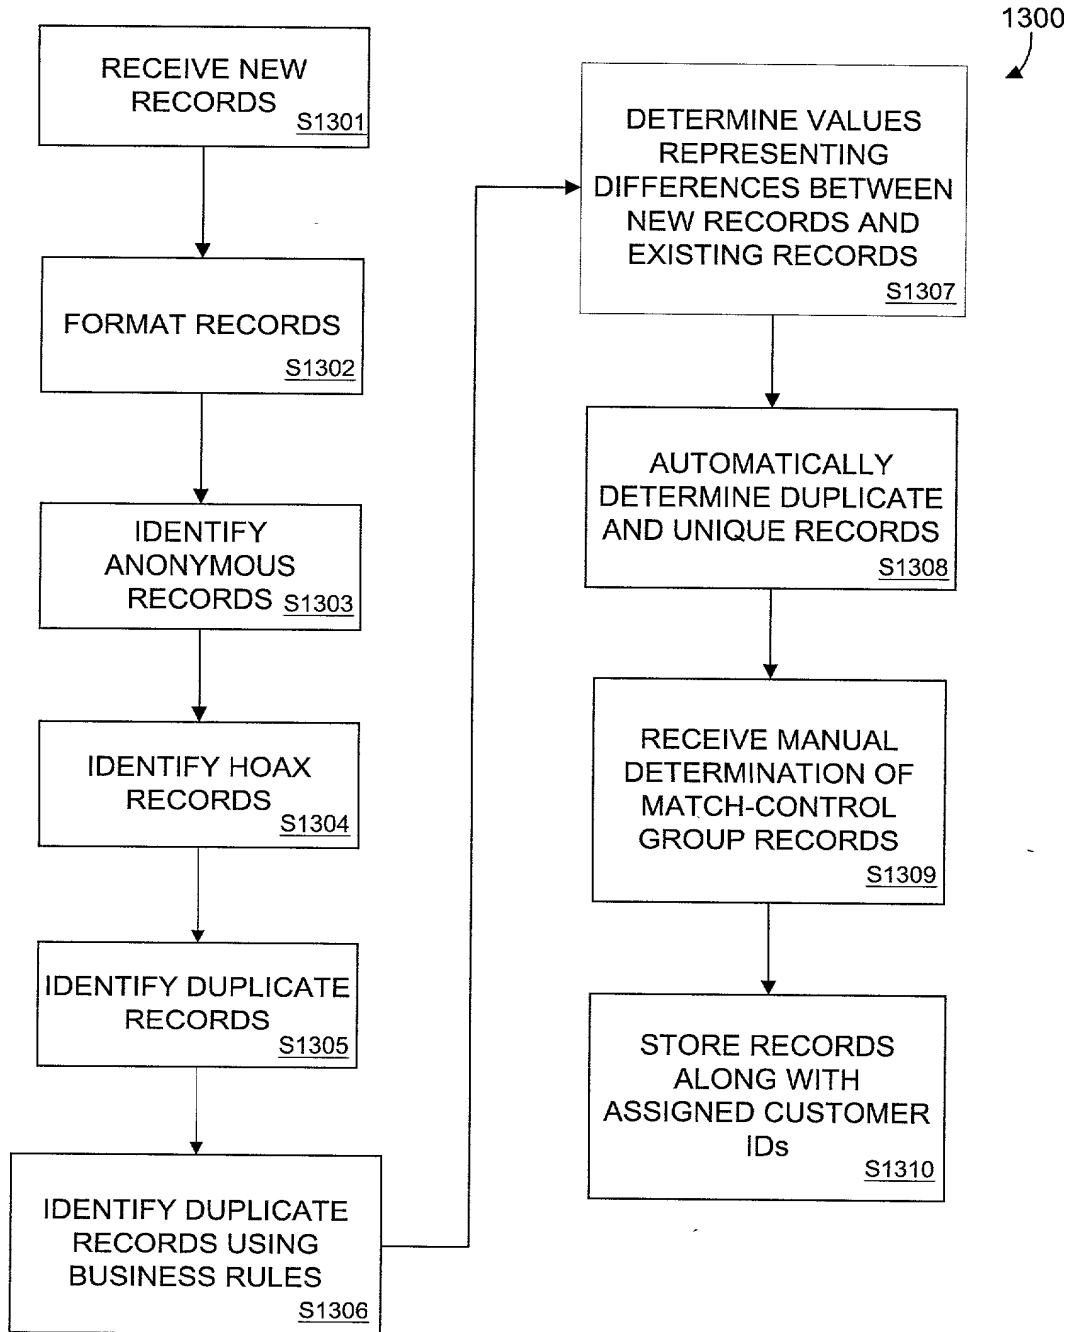 1300
RECEIVE NEW
RECORDS
S1301
FORMAT RECORDS
S1302
IDENTIFY
ANONYMOUS
RECORDS S1303
IDENTIFY HOAX
RECORDS
S1304
IDENTIFY DUPLICATE
RECORDS
S1305
IDENTIFY DUPLICATE
RECORDS USING
BUSINESS RULES
S1306
DETERMINE VALUES
REPRESENTING
DIFFERENCES BETWEEN
NEW RECORDS AND
EXISTING RECORDS
S1307
AUTOMATICALLY
DETERMINE DUPLICATE
AND UNIQUE RECORDS
S1308
RECEIVE MANUAL
DETERMINATION OF
MATCH-CONTROL
GROUP RECORDS
S1309
STORE RECORDS
ALONG WITH
ASSIGNED CUSTOMER
IDs
S1310